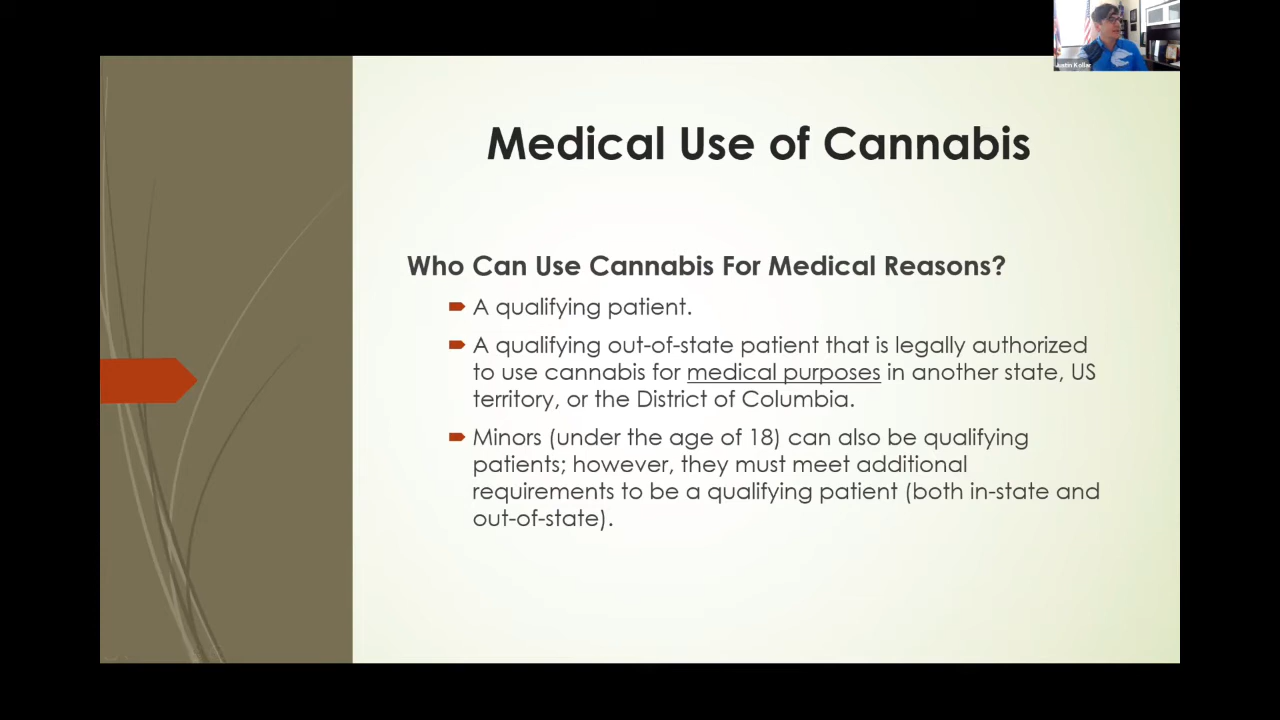 Justin Kollar
Medical Use of Cannabis
Who Can Use Cannabis For Medical Reasons?
A qualifying patient.
A qualifying out-of-state patient that is legally authorized
to use cannabis for medical purposes in another state, US
territory, or the District of Columbia.
Minors (under the age of 18) can also be qualifying
patients; however, they must meet additional
requirements to be a qualifying patient (both in-state and
out-of-state).